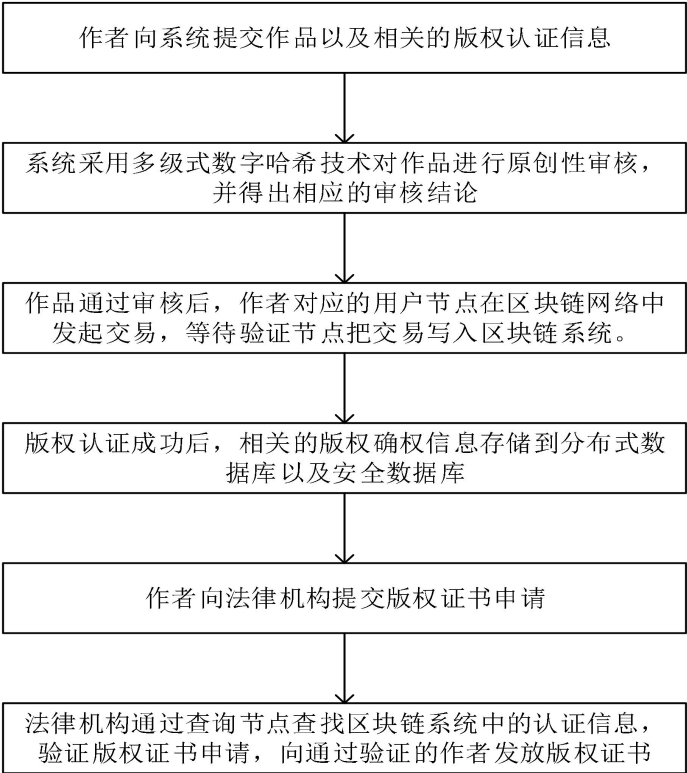 作者向系统提交作品以及相关的版权认证信息
系统采用多级式数字哈希技术对作品进行原创性审核，
并得出相应的审核结论
作品通过审核后，作者对应的用户节点在区块链网络中
发起交易，等待验证节点把交易写入区块链系统。
版权认证成功后，相关的版权确权信息存储到分布式数
据库以及安全数据库
作者向法律机构提交版权证书申请
法律机构通过查询节点查找区块链系统中的认证信息，
验证版权证书申请，向通过验证的作者发放版权证书